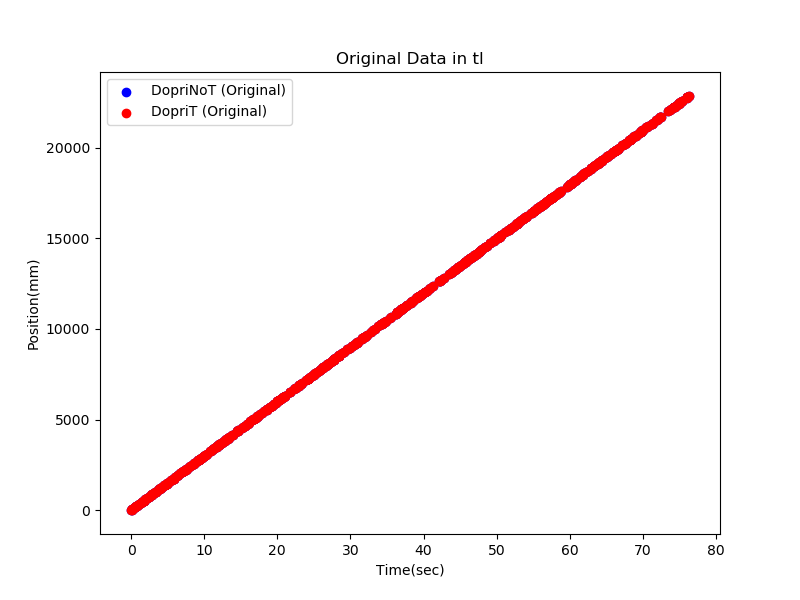 Original Data in tl
DopriNoT (Original)
DopriT (Original)
Position(mm)
20000
15000
10000
5000
0
0 10 20 30 40 50 60 70 80
Time(sec)